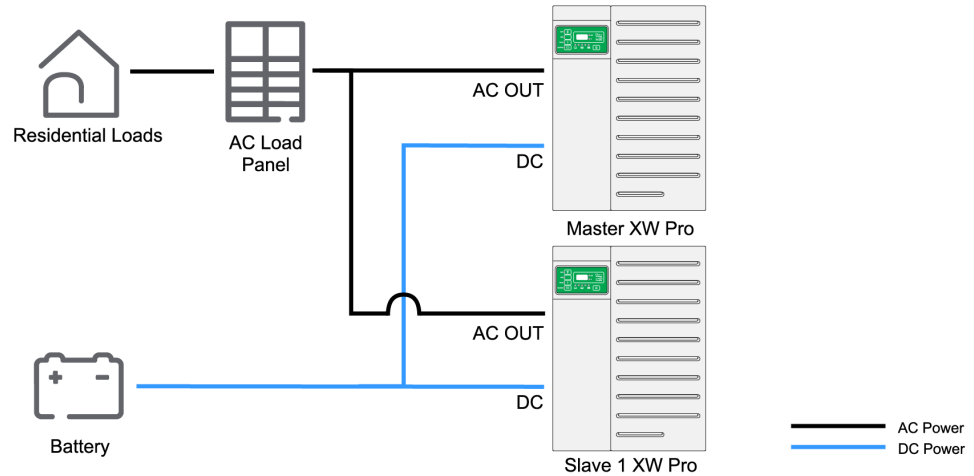 AC OUT
Residential Loads
AC Load
Panel
DC
Master XW Pro
AC OUT
DC
Battery
Slave 1 XW Pro
AC Power
DC Power